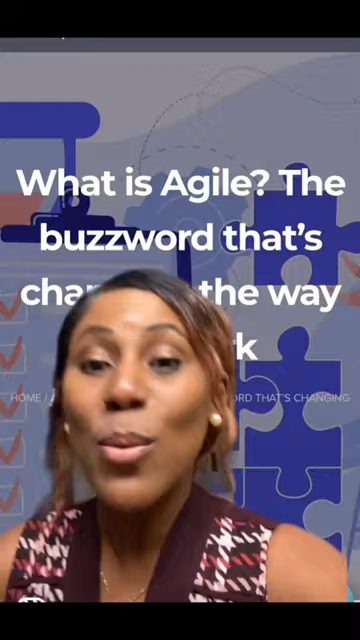 What is Agile? The
buzzword that's
the way
HOME /
THAT'S CHANGING